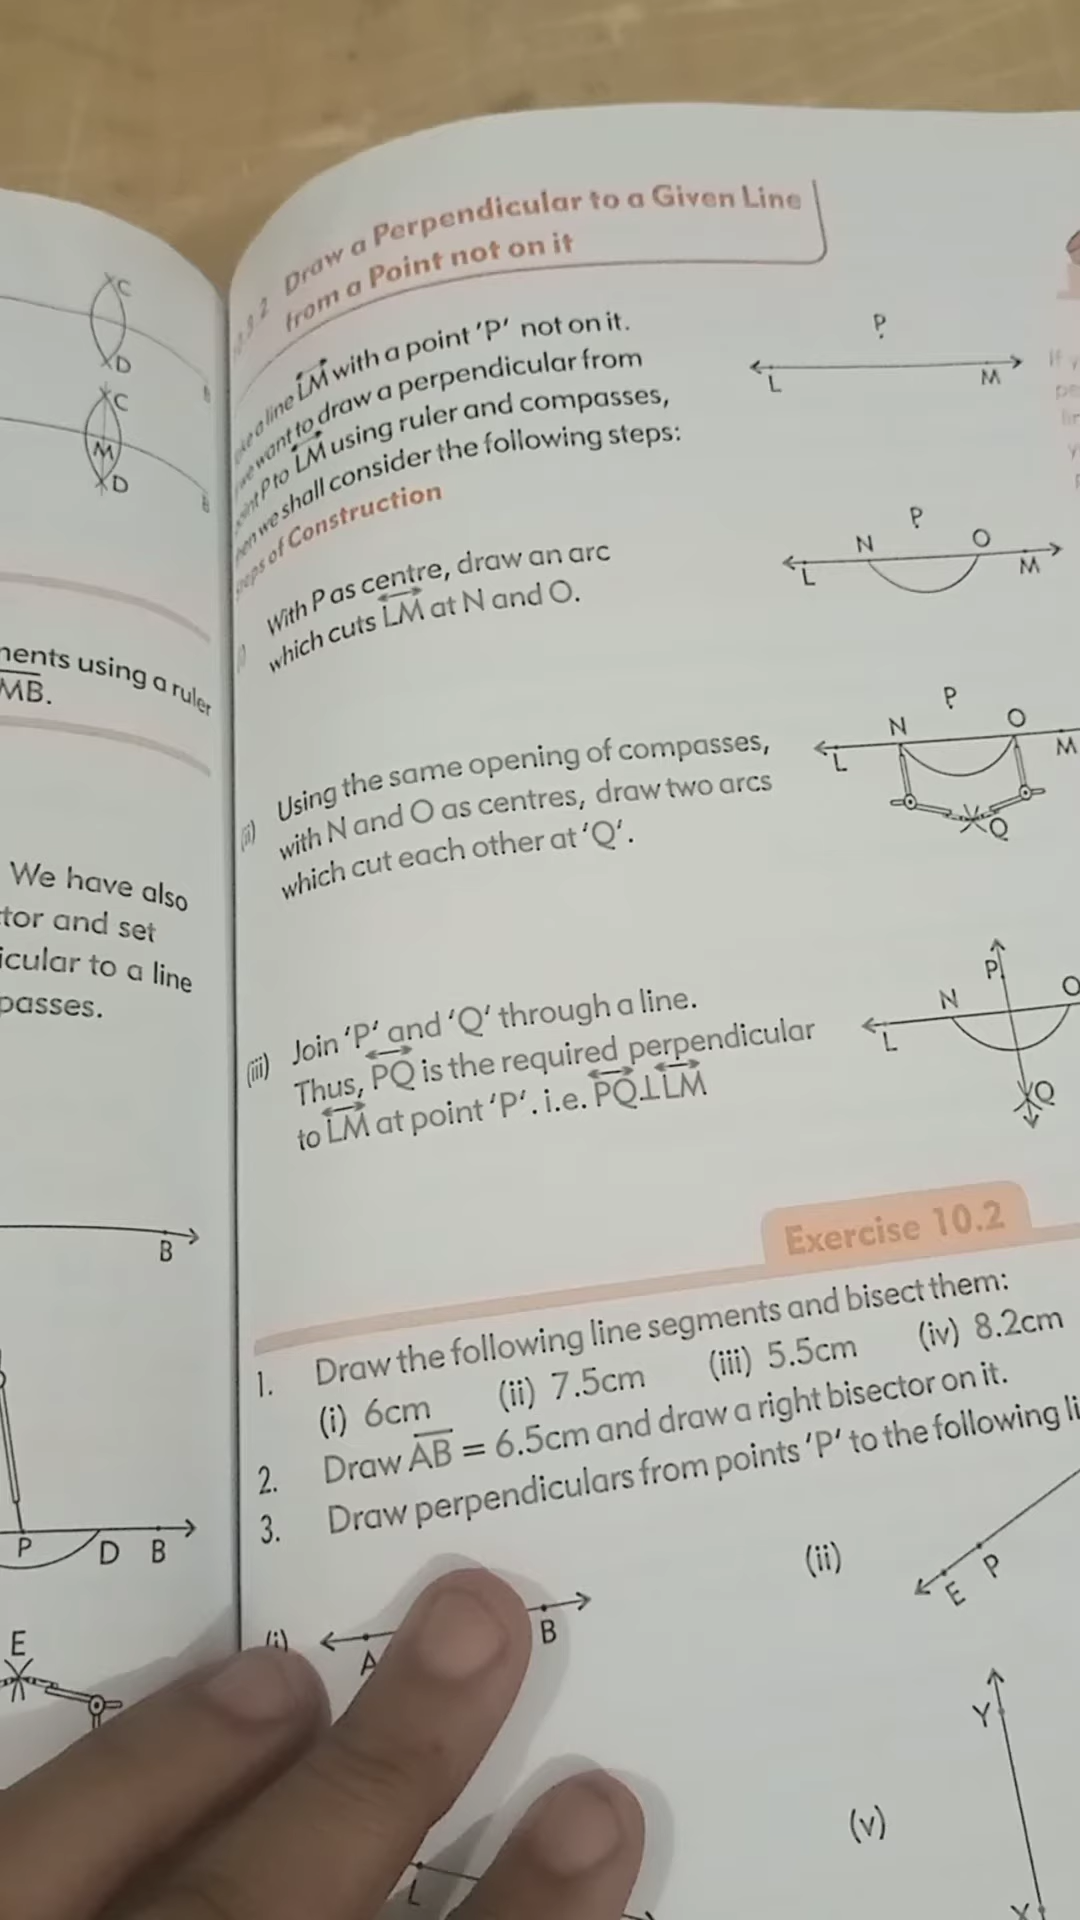 Draw a Perpendicular to a Given Line
from a Point not on it
a line LM with a point 'P' not on it.
want to draw a perpendicular from
P to LM using ruler and compasses,
we shall consider the following steps:
of Construction
With P as centre, draw an arc
which cuts LM at N and O.
(ii) Using the same opening of compasses,
with N and O as centres, draw two arcs
which cut each other at 'Q'.
(iii) Join 'P' and 'Q' through a line.
Thus, PQ is the required perpendicular
to LM at point 'P'. i.e. PQ⊥LM
P
L M
P
N O
L M
P
N O
L M
Q
P
N O
L
Q
Exercise 10.2
1. Draw the following line segments and bisect them:
(i) 6cm (ii) 7.5cm (iii) 5.5cm (iv) 8.2cm
2. Draw AB = 6.5cm and draw a right bisector on it.
3. Draw perpendiculars from points 'P' to the following
(i) A B
(ii) E P
L
(v) Y X
C
D
C
M
D
using a ruler
MB.
We have also
and set
to a line
B
P D B
E